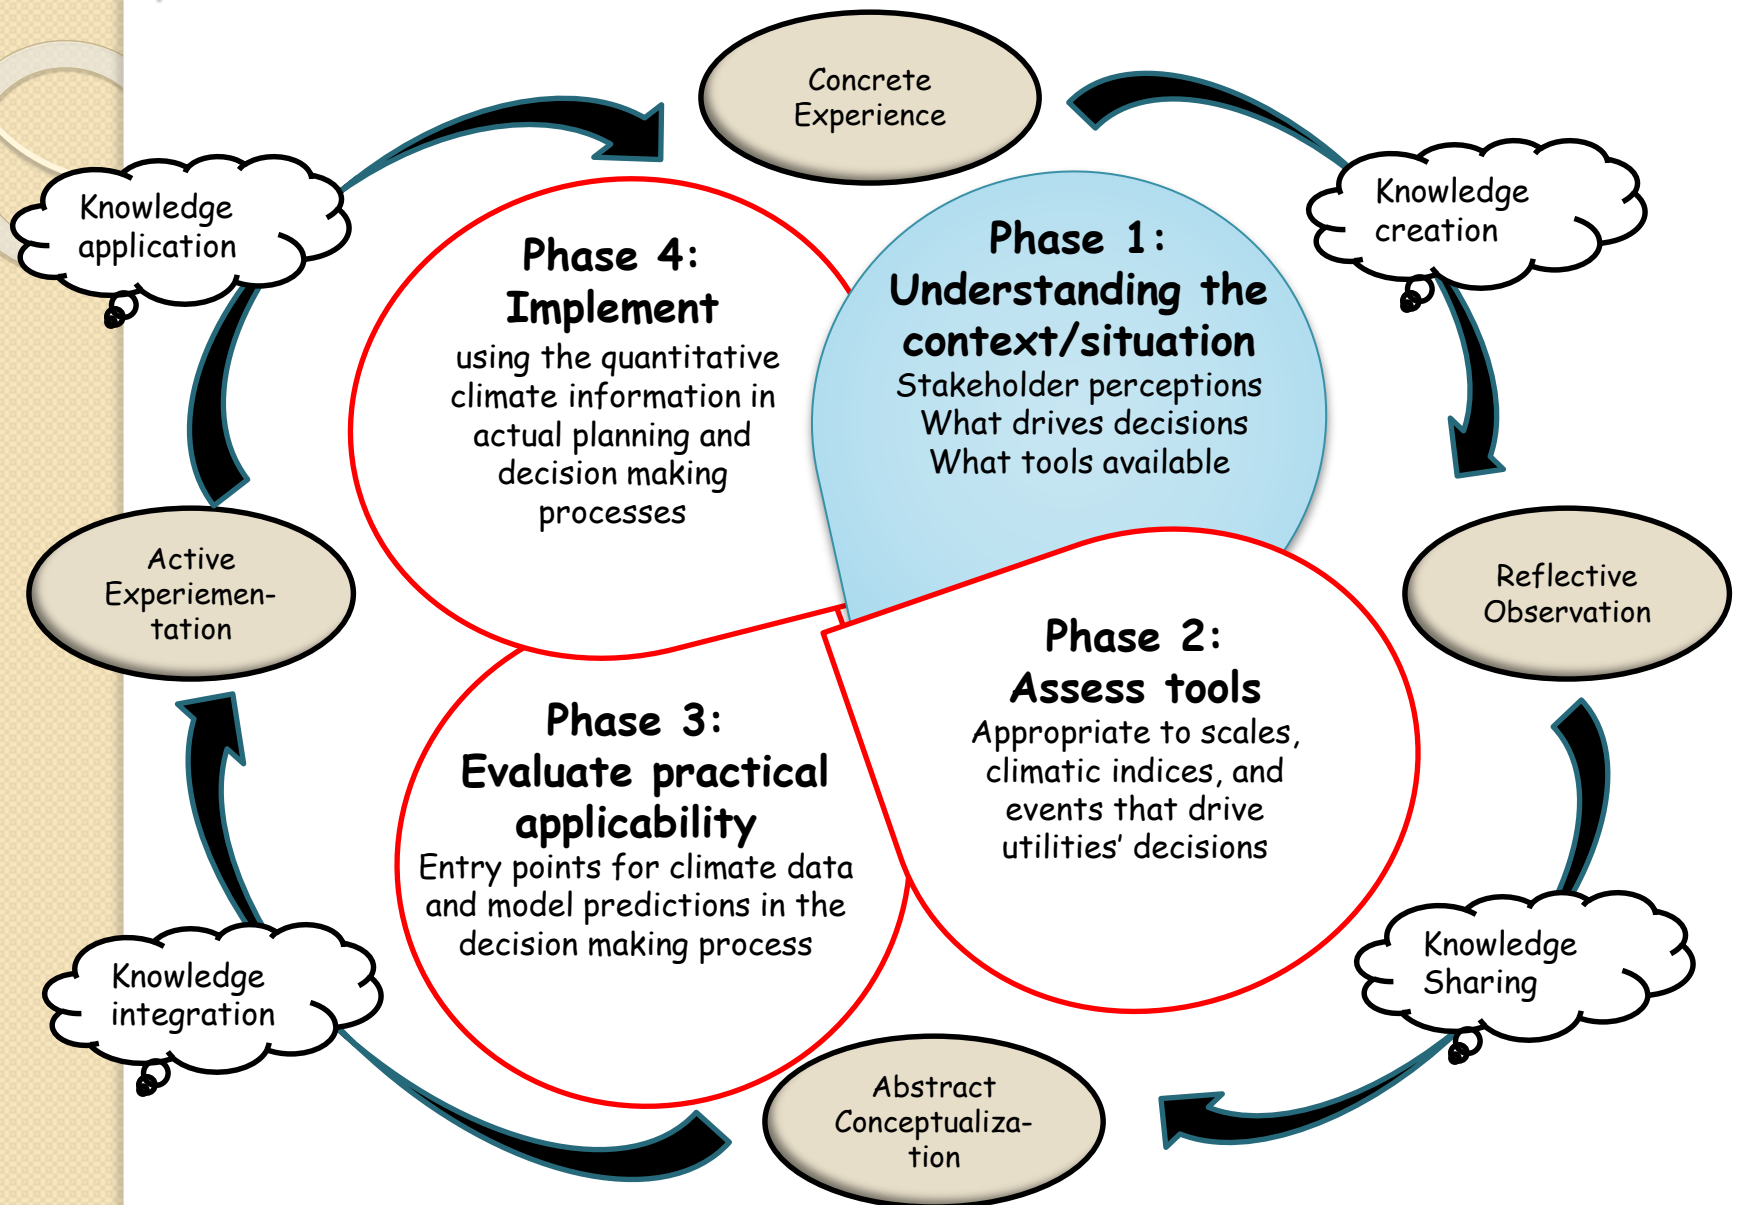 Concrete
Experience
Knowledge
creation
Knowledge
application
Phase 1:
Understanding the
context/situation
Stakeholder perceptions
What drives decisions
What tools available
Phase 4:
Implement
using the quantitative
climate information in
actual planning and
decision making
processes
Reflective
Observation
Active
Experiemen-
tation
Phase 2:
Assess tools
Appropriate to scales,
climatic indices, and
events that drive
utilities’ decisions
Phase 3:
Evaluate practical
applicability
Entry points for climate data
and model predictions in the
decision making process
Knowledge
Sharing
Knowledge
integration
Abstract
Conceptualiza-
tion